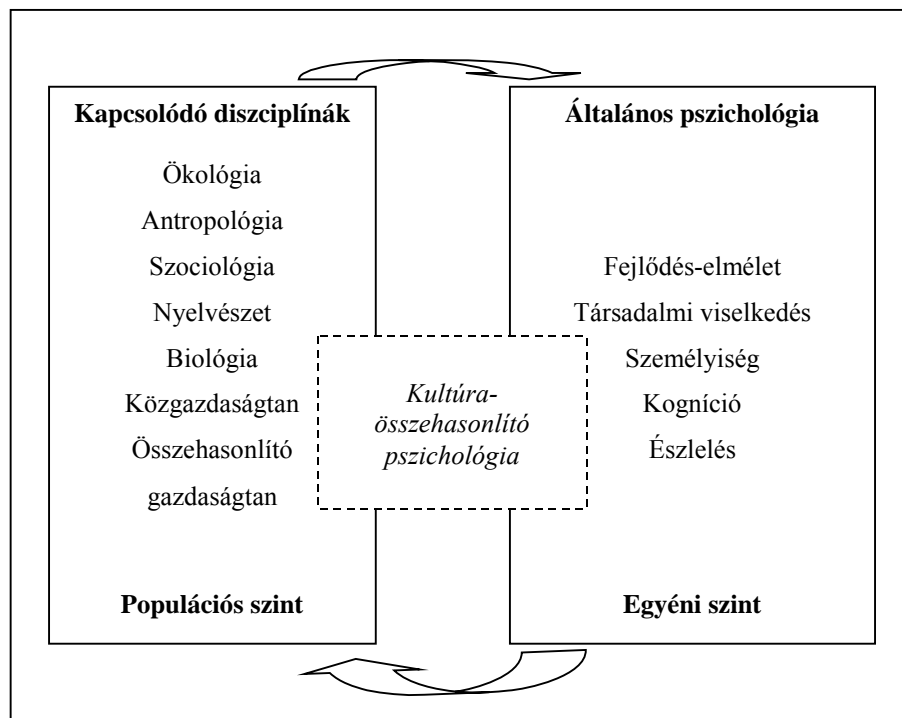 Kapcsolódó diszciplínák
Ökológia
Antropológia
Szociológia
Nyelvészet
Biológia
Közgazdaságtan
Összehasonlító
gazdaságtan
Populációs szint
Kultúra-
összehasonlító
pszichológia
Általános pszichológia
Fejlődés-elmélet
Társadalmi viselkedés
Személyiség
Kogníció
Észlelés
Egyéni szint